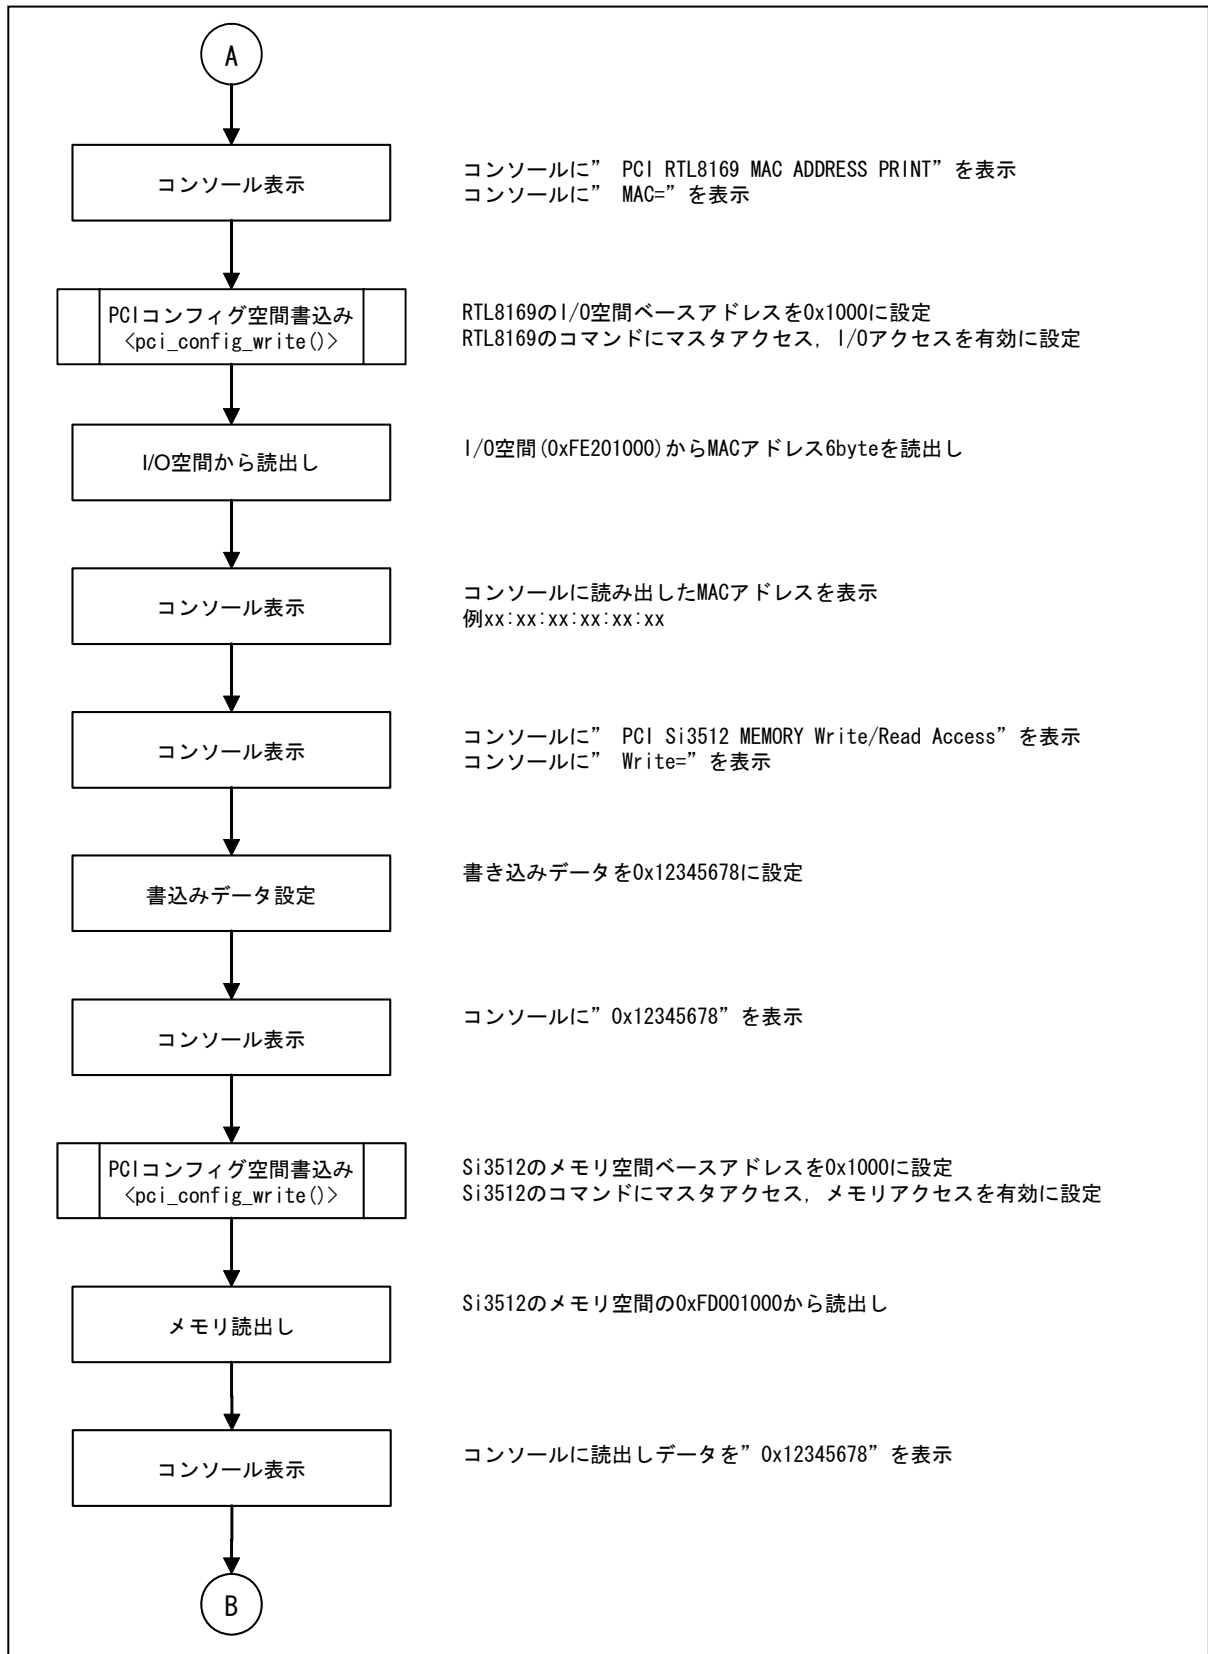 A
コンソール表示
コンソールに” PCI RTL8169 MAC ADDRESS PRINT”を表示
コンソールに” MAC=”を表示
PCIコンフィグ空間書込み
<pci_config_write()>
RTL8169のI/O空間ベースアドレスを0x1000に設定
RTL8169のコマンドにマスタアクセス, I/Oアクセスを有効に設定
I/O空間から読出し
I/O空間(0xFE201000)からMACアドレス6byteを読出し
コンソール表示
コンソールに読み出したMACアドレスを表示
例xx:xx:xx:xx:xx:xx
コンソール表示
コンソールに” PCI Si3512 MEMORY Write/Read Access”を表示
コンソールに” Write=”を表示
書込みデータ設定
書き込みデータを0x12345678に設定
コンソール表示
コンソールに”0x12345678”を表示
PCIコンフィグ空間書込み
<pci_config_write()>
Si3512のメモリ空間ベースアドレスを0x1000に設定
Si3512のコマンドにマスタアクセス, メモリアクセスを有効に設定
メモリ読出し
Si3512のメモリ空間の0xFD001000から読出し
コンソール表示
コンソールに読出しデータを”0x12345678”を表示
B